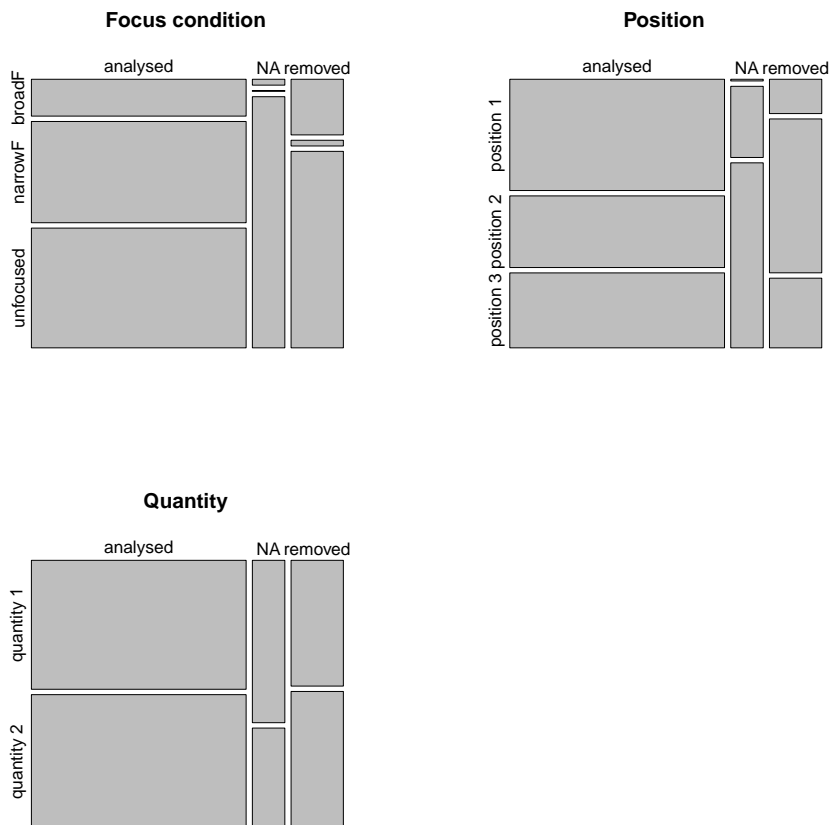 Focus condition
analysed NA removed
broadF
narrowF
unfocused
Position
analysed NA removed
position 1
position 2
position 3
Quantity
analysed NA removed
quantity 1
quantity 2